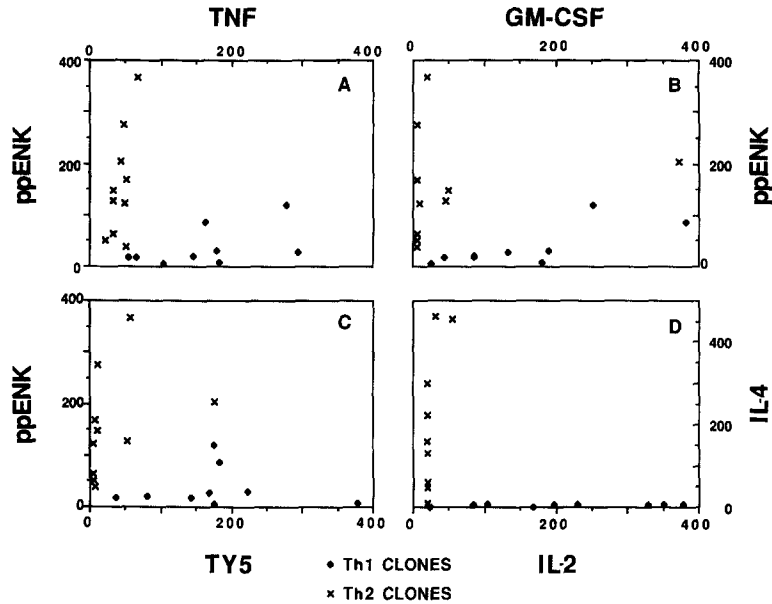 TNF GM-CSF
0 200 400 0 200 400
400 A B 400
ppENK 200 200 ppENK
0 0
400 C D 400
ppENK 200 200 IL-4
0 0
0 200 400 0 200 400
TY5 IL-2
Th1 CLONES
Th2 CLONES